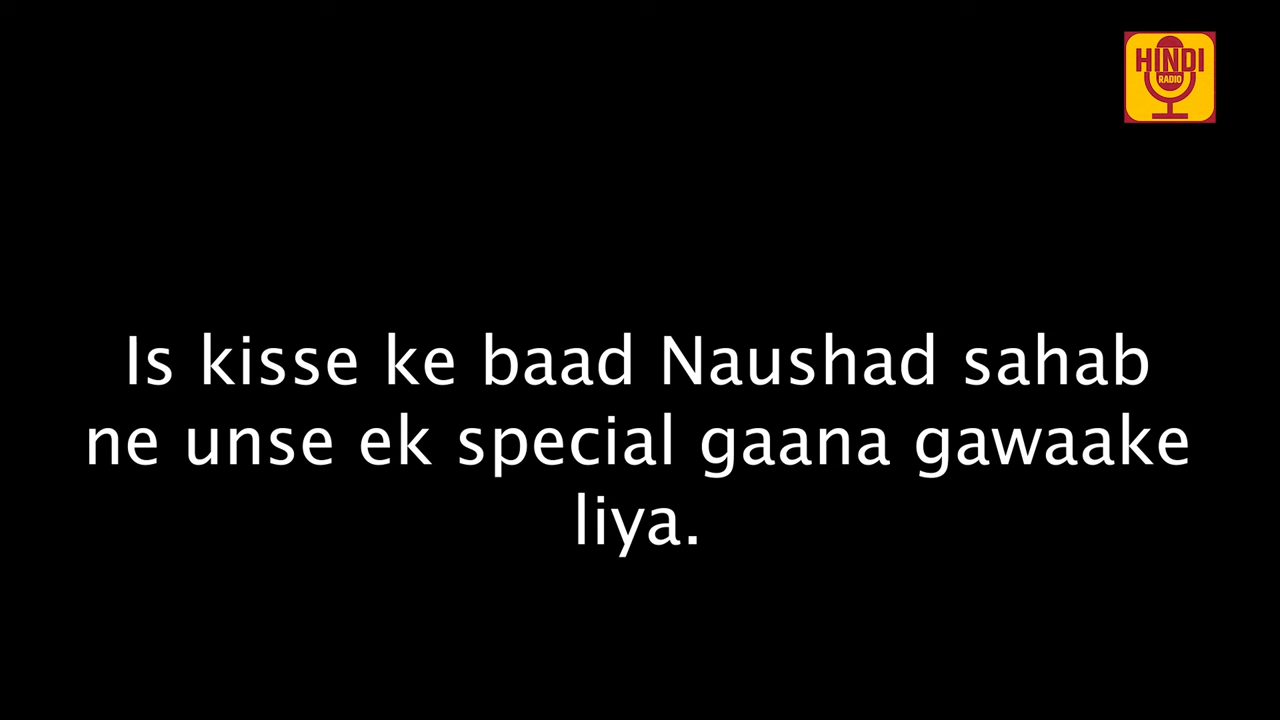 HINDI
RADIO
Is kisse ke baad Naushad sahab
ne unse ek special gaana gawaake
liya.